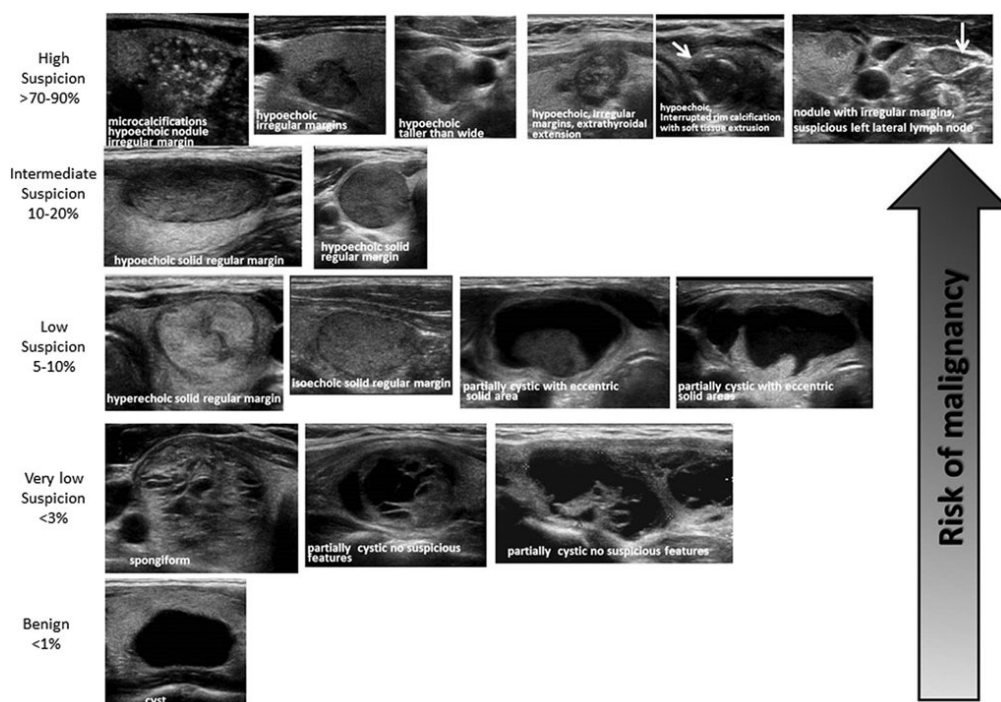 High
Suspicion
>70-90%
microcalcifications
hypoechoic nodule
irregular margin
hypoechoic
irregular margins
hypoechoic
taller than wide
hypoechoic, irregular
margins, extrathyroidal
extension
hypoechoic,
Interrupted rim calcification
with soft tissue extrusion
nodule with irregular margins,
suspicious left lateral lymph node
Intermediate
Suspicion
10-20%
hypoechoic solid regular margin
hypoechoic solid
regular margin
Low
Suspicion
5-10%
hyperechoic solid regular margin
isoechoic solid regular margin
partially cystic with eccentric
solid area
partially cystic with eccentric
solid areas
Very low
Suspicion
<3%
spongiform
partially cystic no suspicious
features
partially cystic no suspicious features
Benign
<1%
cyst
Risk of malignancy